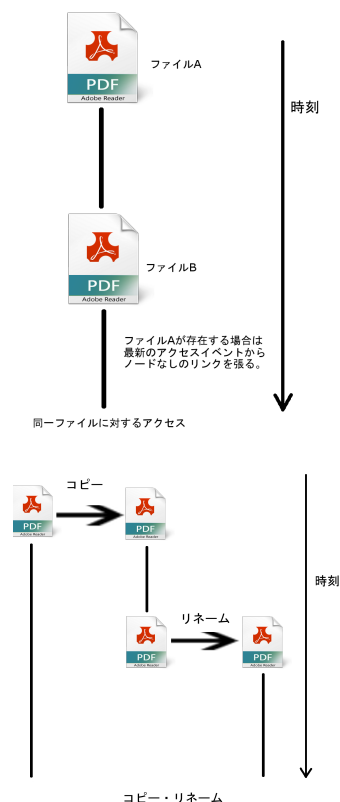 ファイルA
PDF
Adobe Reader
時刻
ファイルB
PDF
Adobe Reader
ファイルAが存在する場合は
最新のアクセスイベントから
ノードなしのリンクを張る。
同一ファイルに対するアクセス
コピー
PDF
Adobe Reader
PDF
Adobe Reader
時刻
リネーム
PDF
Adobe Reader
PDF
Adobe Reader
コピー・リネーム